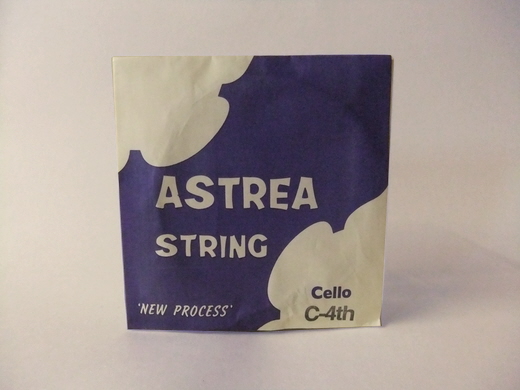 ASTREA
STRING
Cello
C-4th
'NEW PROCESS'